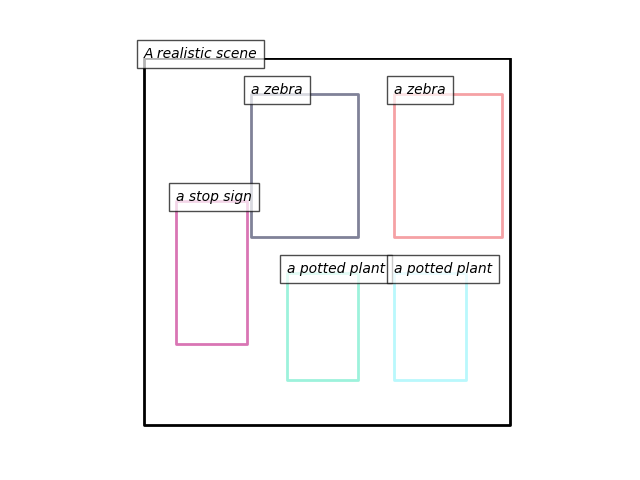 A realistic scene
a zebra
a zebra
a stop sign
a potted plant
a potted plant